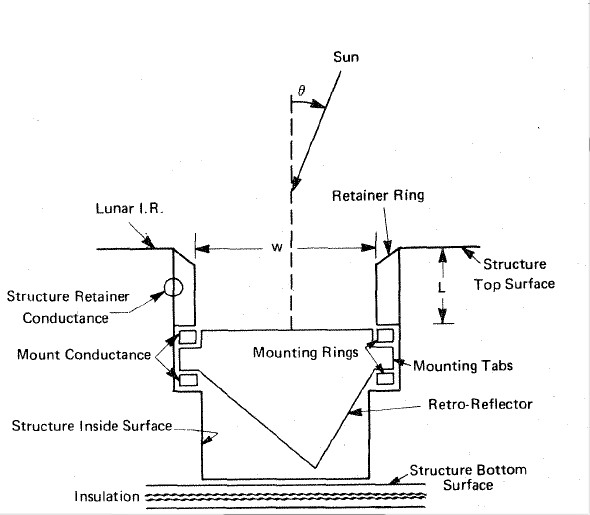 Sun
θ
Retainer Ring
Lunar I.R.
W
Structure
Top Surface
L
Structure Retainer
Conductance
Mount Conductance
Mounting Rings
Mounting Tabs
Retro-Reflector
Structure Inside Surface
Structure Bottom
Surface
Insulation